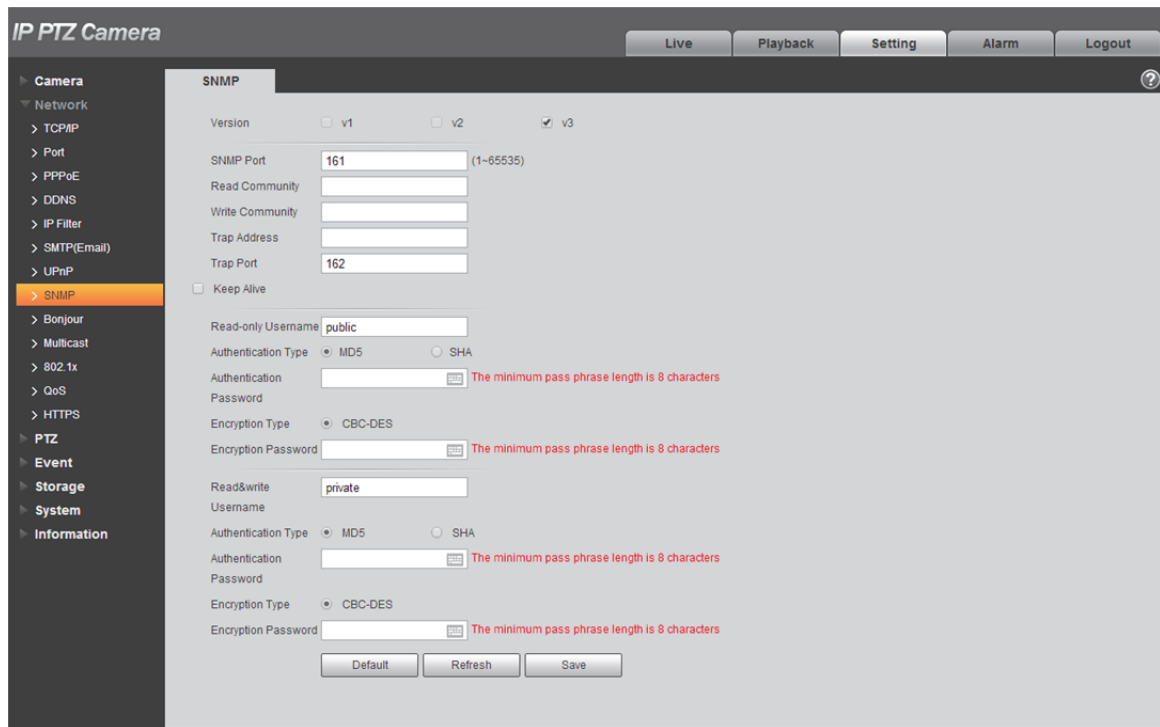 IP PTZ Camera
Live Playback Setting Alarm Logout
Camera
Network
TCP/IP
Port
PPPoE
DDNS
IP Filter
SMTP(Email)
UPnP
SNMP
Bonjour
Multicast
802.1x
QoS
HTTPS
PTZ
Event
Storage
System
Information
SNMP
?
Version v1 v2 v3
SNMP Port 161 (1~65535)
Read Community
Write Community
Trap Address
Trap Port 162
Keep Alive
Read-only Username public
Authentication Type MD5 SHA
Authentication The minimum pass phrase length is 8 characters
Password
Encryption Type CBC-DES
Encryption Password The minimum pass phrase length is 8 characters
Read&write private
Username
Authentication Type MD5 SHA
Authentication The minimum pass phrase length is 8 characters
Password
Encryption Type CBC-DES
Encryption Password The minimum pass phrase length is 8 characters
Default Refresh Save